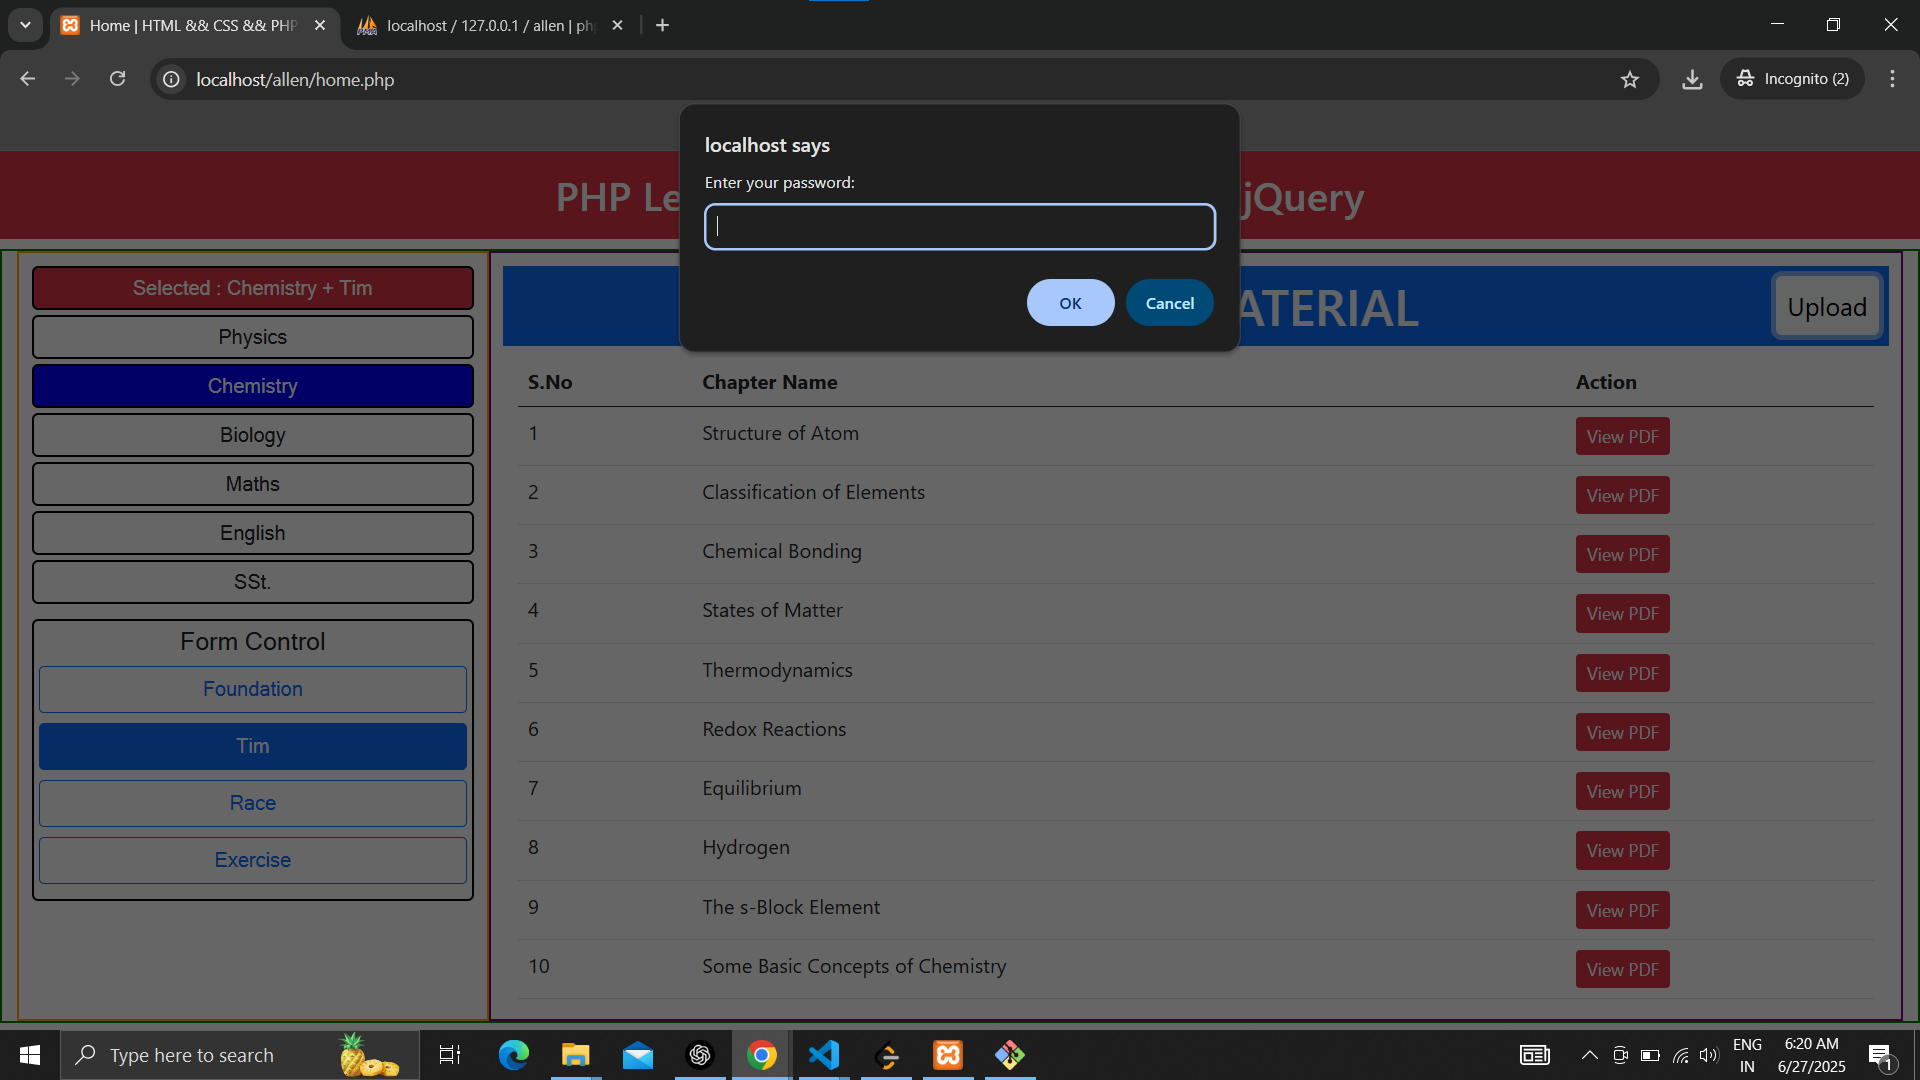 Home | HTML && CSS && PHP
localhost / 127.0.0.1 / allen | ph
localhost/allen/home.php
Incognito (2)
localhost says
Enter your password:
OK
Cancel
PHP Le
jQuery
Selected : Chemistry + Tim
Physics
Chemistry
Biology
Maths
English
SSt.
Form Control
Foundation
Tim
Race
Exercise
ATERIAL
Upload
S.No Chapter Name Action
1 Structure of Atom View PDF
2 Classification of Elements View PDF
3 Chemical Bonding View PDF
4 States of Matter View PDF
5 Thermodynamics View PDF
6 Redox Reactions View PDF
7 Equilibrium View PDF
8 Hydrogen View PDF
9 The s-Block Element View PDF
10 Some Basic Concepts of Chemistry View PDF
Type here to search
ENG
IN
6:20 AM
6/27/2025
1